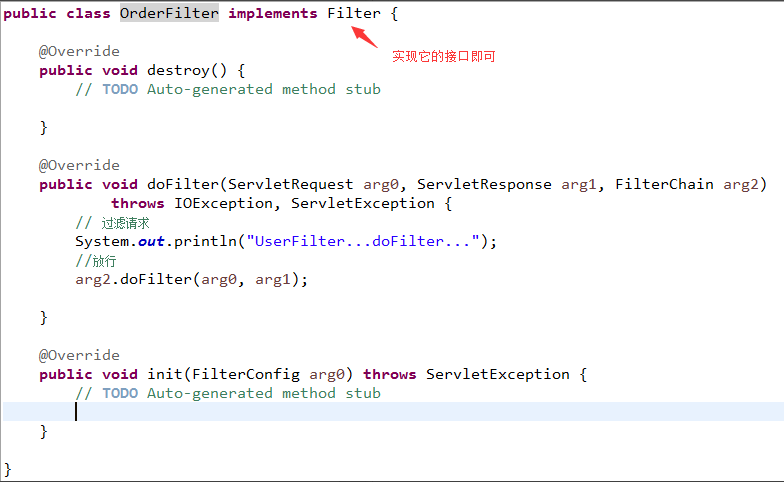 public class OrderFilter implements Filter {
实现它的接口即可
@Override
public void destroy() {
// TODO Auto-generated method stub
}
@Override
public void doFilter(ServletRequest arg0, ServletResponse arg1, FilterChain arg2)
throws IOException, ServletException {
// 过滤请求
System.out.println("UserFilter...doFilter...");
//放行
arg2.doFilter(arg0, arg1);
}
@Override
public void init(FilterConfig arg0) throws ServletException {
// TODO Auto-generated method stub
}
}